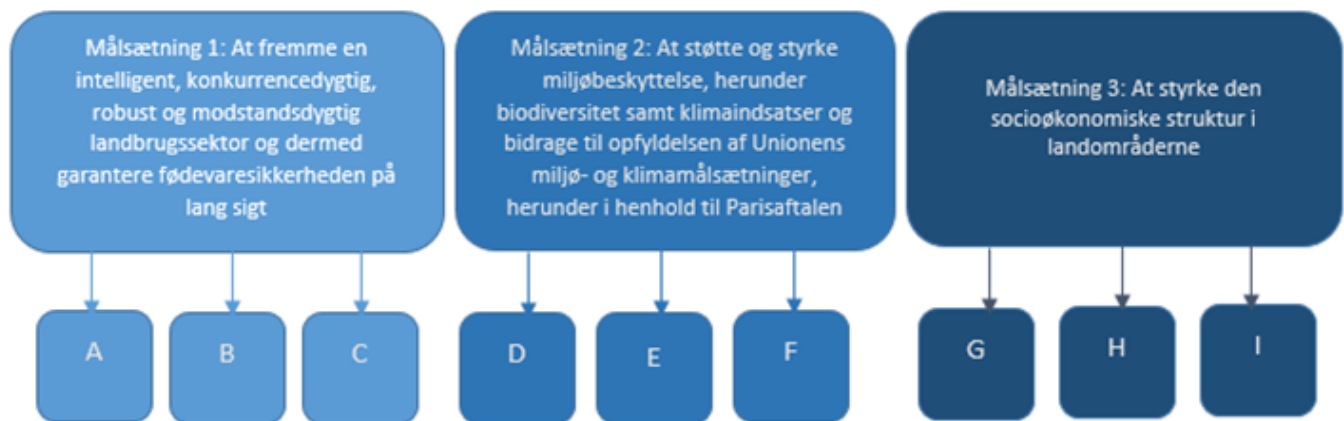 Målsætning 1: At fremme en
intelligent, konkurrencedygtig,
robust og modstandsdygtig
landbrugssektor og dermed
garantere fødevaresikkerheden på
lang sigt
Målsætning 2: At støtte og styrke
miljøbeskyttelse, herunder
biodiversitet samt klimaindsatser og
bidrage til opfyldelsen af Unionens
miljø- og klimamålsætninger,
herunder i henhold til Parisaftalen
Målsætning 3: At styrke den
socioøkonomiske struktur i
landområderne
A
B
C
D
E
F
G
H
I